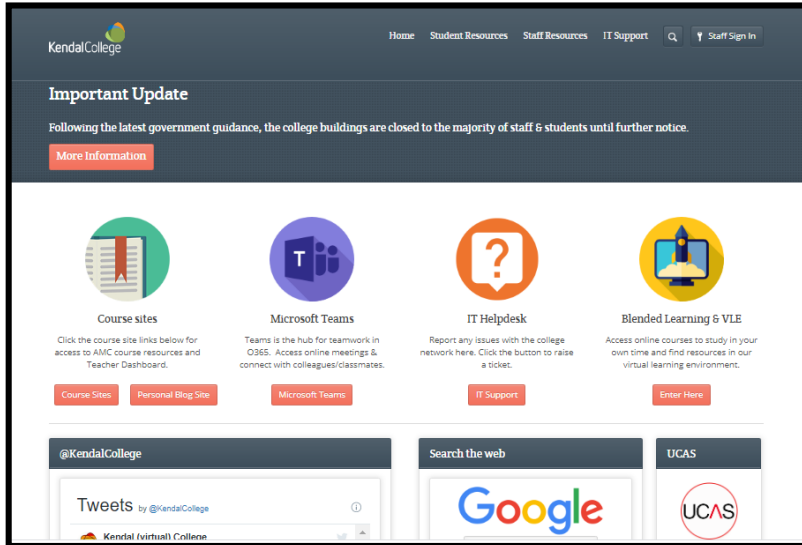 KendalCollege
Home Student Resources Staff Resources IT Support Staff Sign In
Important Update
Following the latest government guidance, the college buildings are closed to the majority of staff & students until further notice.
More Information
T
?
Course sites
Click the course site links below for
access to AMC course resources and
Teacher Dashboard.
Course Sites Personal Blog Site
Microsoft Teams
Teams is the hub for teamwork in
O365. Access online meetings &
connect with colleagues/classmates.
Microsoft Teams
IT Helpdesk
Report any issues with the college
network here. Click the button to raise
a ticket.
IT Support
Blended Learning & VLE
Access online courses to study in your
own time and find resources in our
virtual learning environment.
Enter Here
@KendalCollege
Tweets by @KendalCollege
Kendal (virtual) College
Search the web
Google
UCAS
UCAS